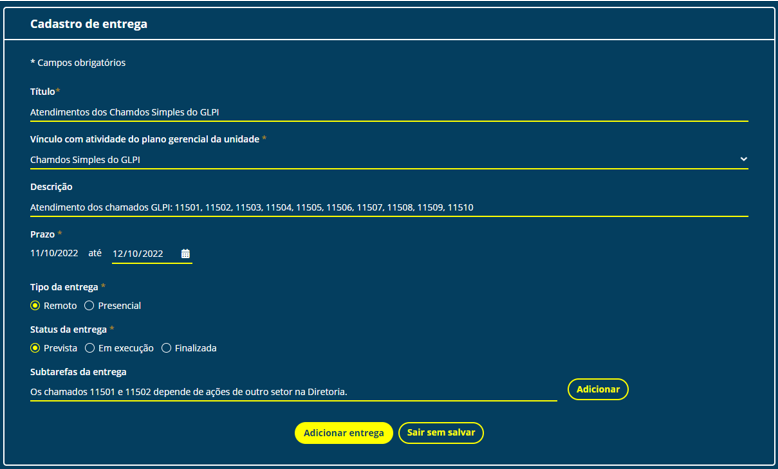 Cadastro de entrega
* Campos obrigatórios
Título*
Atendimentos dos Chamdos Simples do GLPI
Vínculo com atividade do plano gerencial da unidade *
Chamdos Simples do GLPI
Descrição
Atendimento dos chamados GLPI: 11501, 11502, 11503, 11504, 11505, 11506, 11507, 11508, 11509, 11510
Prazo *
11/10/2022 até 12/10/2022
Tipo da entrega *
Remoto Presencial
Status da entrega *
Prevista Em execução Finalizada
Subtarefas da entrega
Os chamados 11501 e 11502 depende de ações de outro setor na Diretoria. Adicionar
Adicionar entrega Sair sem salvar